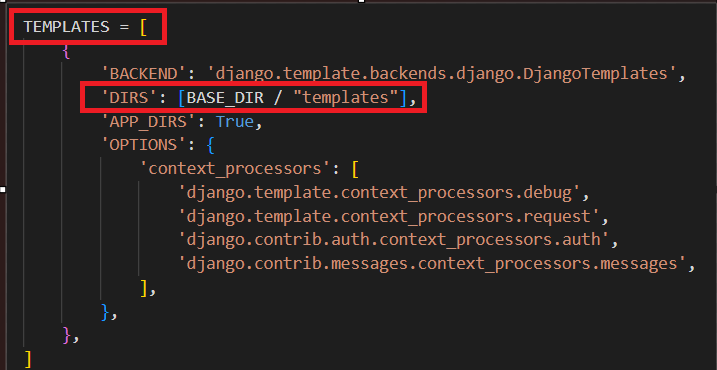 TEMPLATES = [
{
'BACKEND': 'django.template.backends.django.DjangoTemplates',
'DIRS': [BASE_DIR / "templates"],
'APP_DIRS': True,
'OPTIONS': {
'context_processors': [
'django.template.context_processors.debug',
'django.template.context_processors.request',
'django.contrib.auth.context_processors.auth',
'django.contrib.messages.context_processors.messages',
],
},
},
]